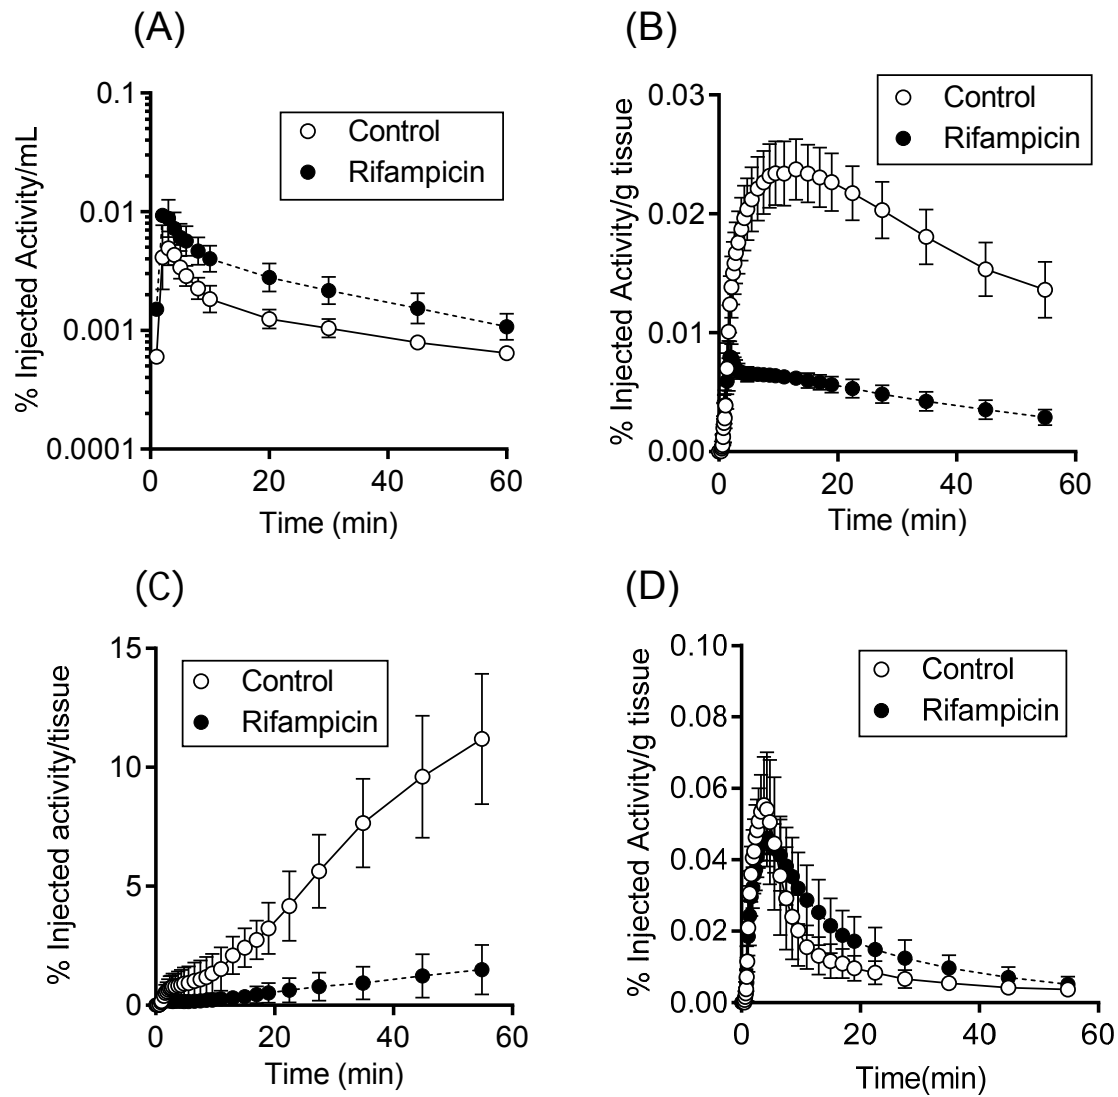 (A)
% Injected Activity/mL
0.1
0.01
0.001
0.0001
Control
Rifampicin
0 20 40 60
Time (min)
(B)
% Injected Activity/g tissue
0.03
0.02
0.01
0.00
Control
Rifampicin
0 20 40 60
Time (min)
(C)
% Injected activity/tissue
15
10
5
0
Control
Rifampicin
0 20 40 60
Time (min)
(D)
% Injected Activity/g tissue
0.10
0.08
0.06
0.04
0.02
0.00
Control
Rifampicin
0 20 40 60
Time(min)